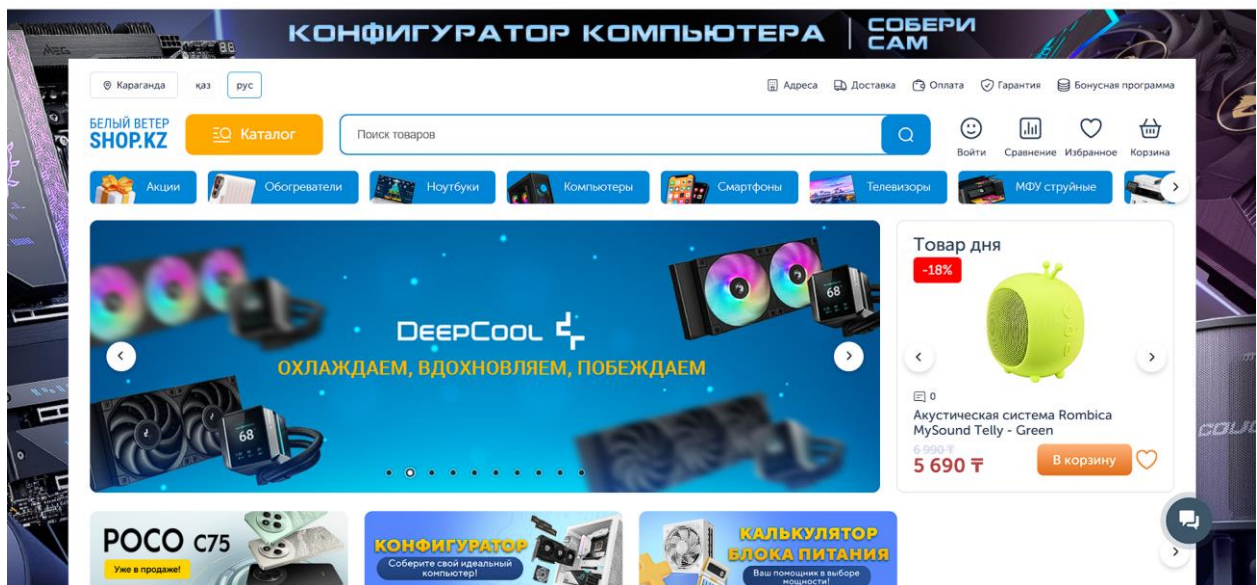 MEG
КОНФИГУРАТОР КОМПЬЮТЕРА | СОБЕРИ
САМ
Караганда қаз рус Адреса Доставка Оплата Гарантия Бонусная программа
БЕЛЫЙ ВЕТЕР
SHOP.KZ
Каталог
Поиск товаров
Войти Сравнение Избранное Корзина
Акции Обогреватели Ноутбуки Компьютеры Смартфоны Телевизоры МФУ струйные
DEEPCOOL
ОХЛАЖДАЕМ, ВДОХНОВЛЯЕМ, ПОБЕЖДАЕМ
68
68
Товар дня
-18%
0
Акустическая система Rombica
MySound Telly - Green
6 990 ₸
5 690 ₸
В корзину
POCO C75
Уже в продаже!
КОНФИГУРАТОР
Соберите свой идеальный
компьютер!
КАЛЬКУЛЯТОР
БЛОКА ПИТАНИЯ
Ваш помощник в выборе
мощности!